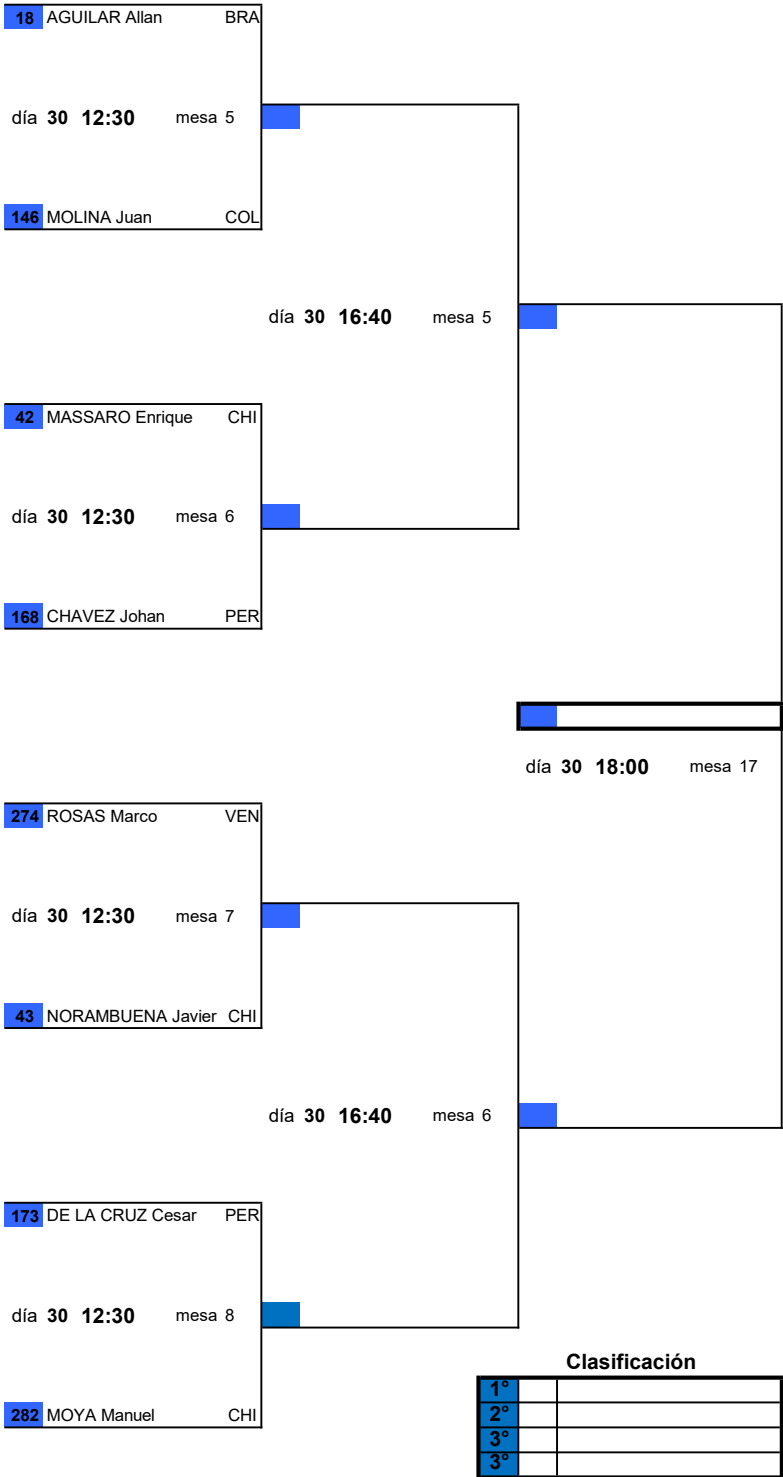 18 AGUILAR Allan BRA
día 30 12:30 mesa 5
146 MOLINA Juan COL
día 30 16:40 mesa 5
42 MASSARO Enrique CHI
día 30 12:30 mesa 6
168 CHAVEZ Johan PER
día 30 18:00 mesa 17
274 ROSAS Marco VEN
día 30 12:30 mesa 7
43 NORAMBUENA Javier CHI
día 30 16:40 mesa 6
173 DE LA CRUZ Cesar PER
día 30 12:30 mesa 8
282 MOYA Manuel CHI
Clasificación
1°
2°
3°
3°